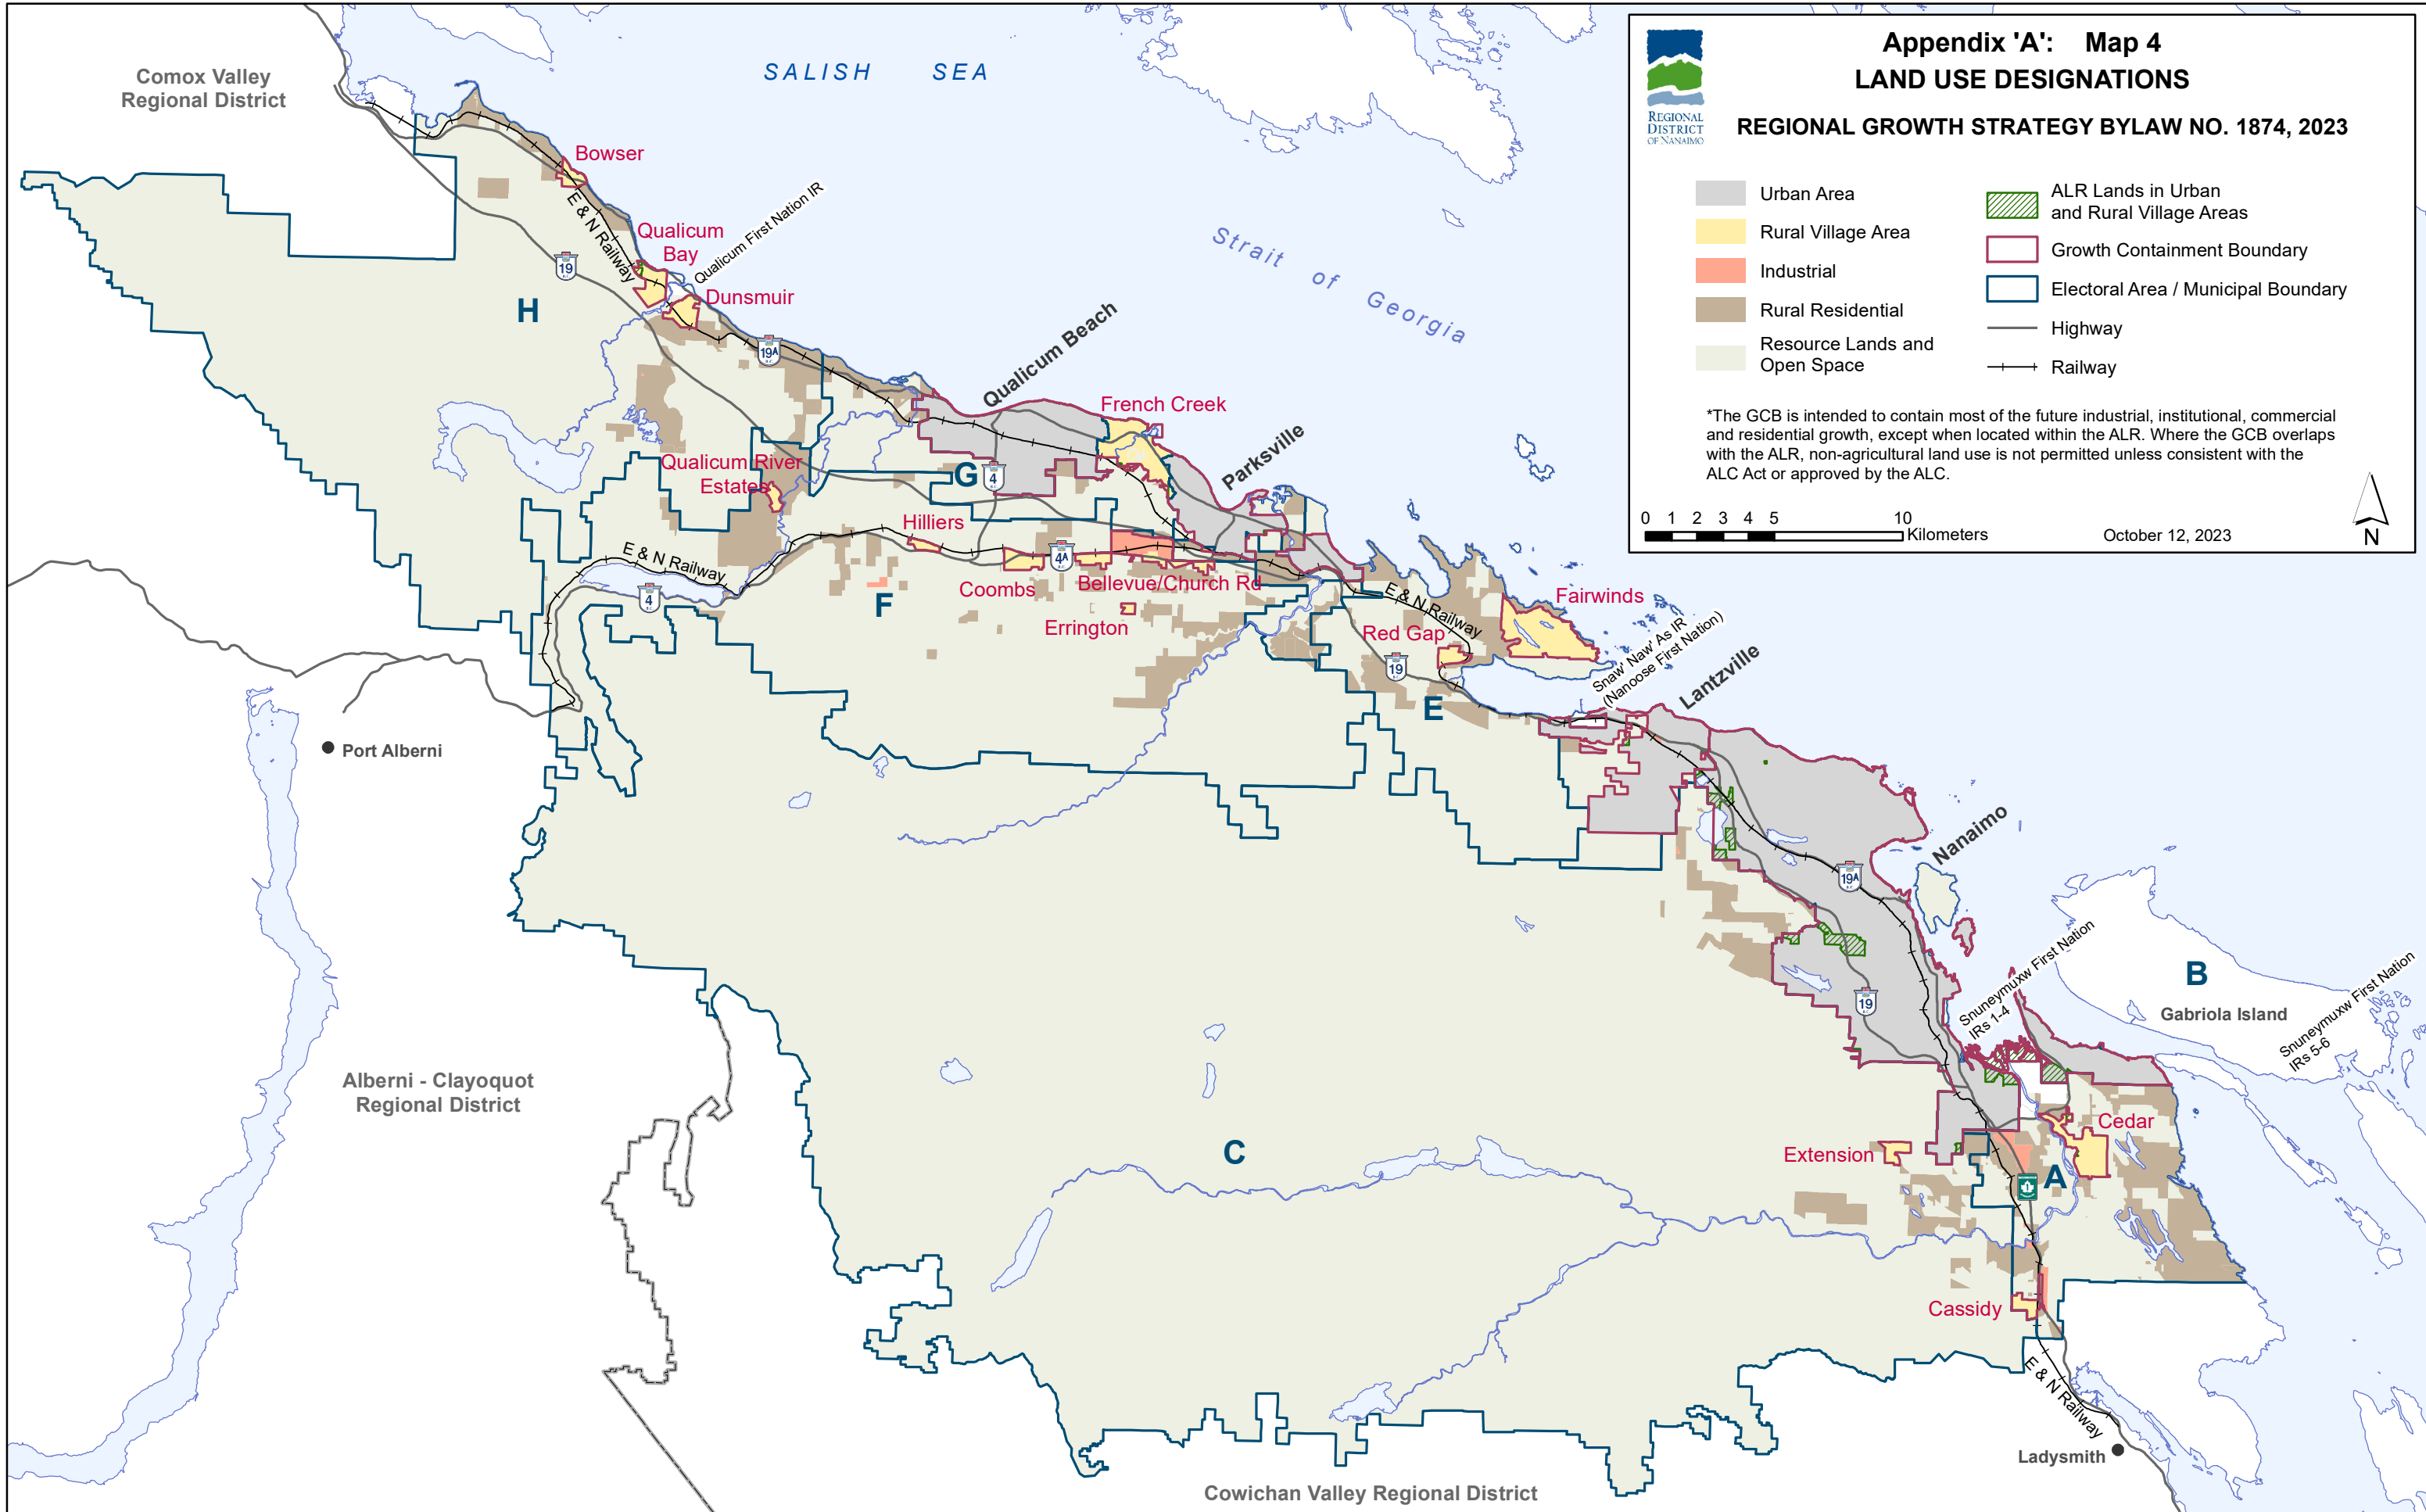 Appendix 'A': Map 4
LAND USE DESIGNATIONS
REGIONAL GROWTH STRATEGY BYLAW NO. 1874, 2023
REGIONAL
DISTRICT
OF NANAIMO
Urban Area
Rural Village Area
Industrial
Rural Residential
Resource Lands and
Open Space
ALR Lands in Urban
and Rural Village Areas
Growth Containment Boundary
Electoral Area / Municipal Boundary
Highway
Railway
*The GCB is intended to contain most of the future industrial, institutional, commercial
and residential growth, except when located within the ALR. Where the GCB overlaps
with the ALR, non-agricultural land use is not permitted unless consistent with the
ALC Act or approved by the ALC.
0 1 2 3 4 5 10
Kilometers
October 12, 2023
N
Comox Valley
Regional District
SALISH SEA
Strait of Georgia
Bowser
E & N Railway
Qualicum
Bay
Qualicum First Nation IR
Dunsmuir
19
H
19A
Qualicum Beach
French Creek
Parksville
G
4
Qualicum River
Estates
Hilliers
E & N Railway
4A
Coombs
Bellevue/Church Rd
4
F
Errington
E & N Railway
Fairwinds
Red Gap
19
Snaw' Naw' As IR
(Nanoose First Nation)
Lantzville
E
Port Alberni
Nanaimo
19A
Snuneymuxw First Nation
IRs 1-4
B
Gabriola Island
Snuneymuxw First Nation
IRs 5-6
19
Alberni - Clayoquot
Regional District
C
Cedar
Extension
A
1
Cassidy
E & N Railway
Ladysmith
Cowichan Valley Regional District